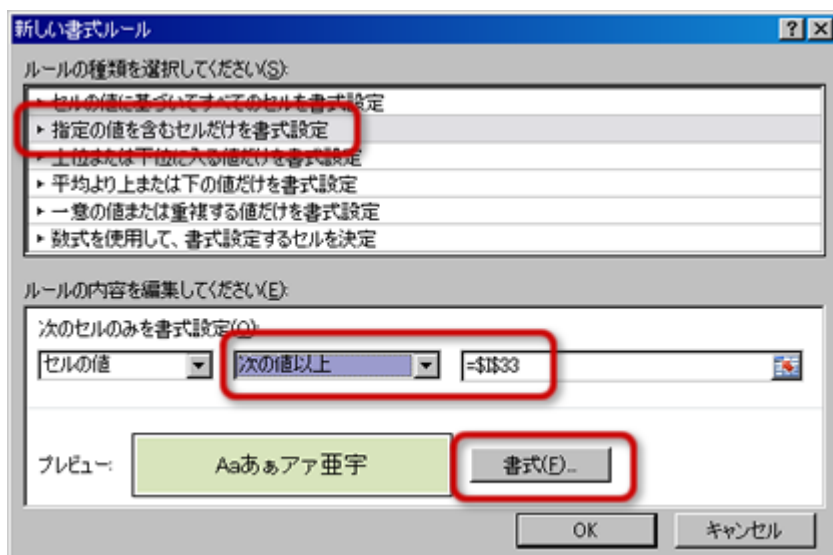 新しい書式ルール
ルールの種類を選択してください(S):
► セルの値に基づいてすべてのセルを書式設定
► 指定の値を含むセルだけを書式設定
► 上位または下位に入る値だけを書式設定
► 平均より上または下の値だけを書式設定
► 一意の値または重複する値だけを書式設定
► 数式を使用して、書式設定するセルを決定
ルールの内容を編集してください(E):
次のセルのみを書式設定(O):
セルの値 次の値以上 =$I$33
プレビュー: Aaあぁアァ亜宇 書式(F)...
OK キャンセル